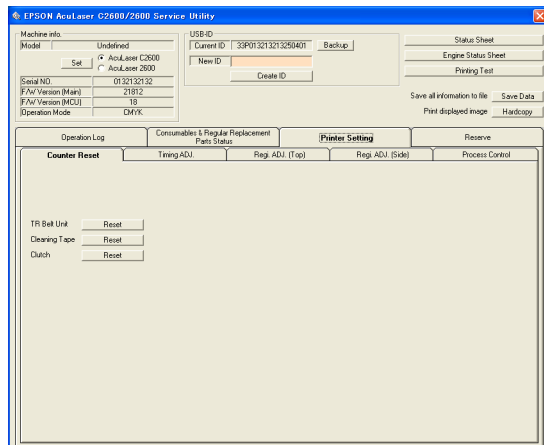 EPSON AcuLaser C2600/2600 Service Utility
Machine info.
Model Undefined
Set AcuLaser C2600
AcuLaser 2600
Serial NO. 0132132132
F/W Version (Main) 21812
F/W Version (MCU) 18
Operation Mode CMYK
USB-ID
Current ID 33P013213213250401 Backup
New ID
Create ID
Status Sheet
Engine Status Sheet
Printing Test
Save all information to file Save Data
Print displayed image Hardcopy
Operation Log
Consumables & Regular Replacement
Parts Status
Printer Setting
Reserve
Counter Reset Timing ADJ. Regi. ADJ. (Top) Regi. ADJ. (Side) Process Control
TR Belt Unit Reset
Cleaning Tape Reset
Clutch Reset